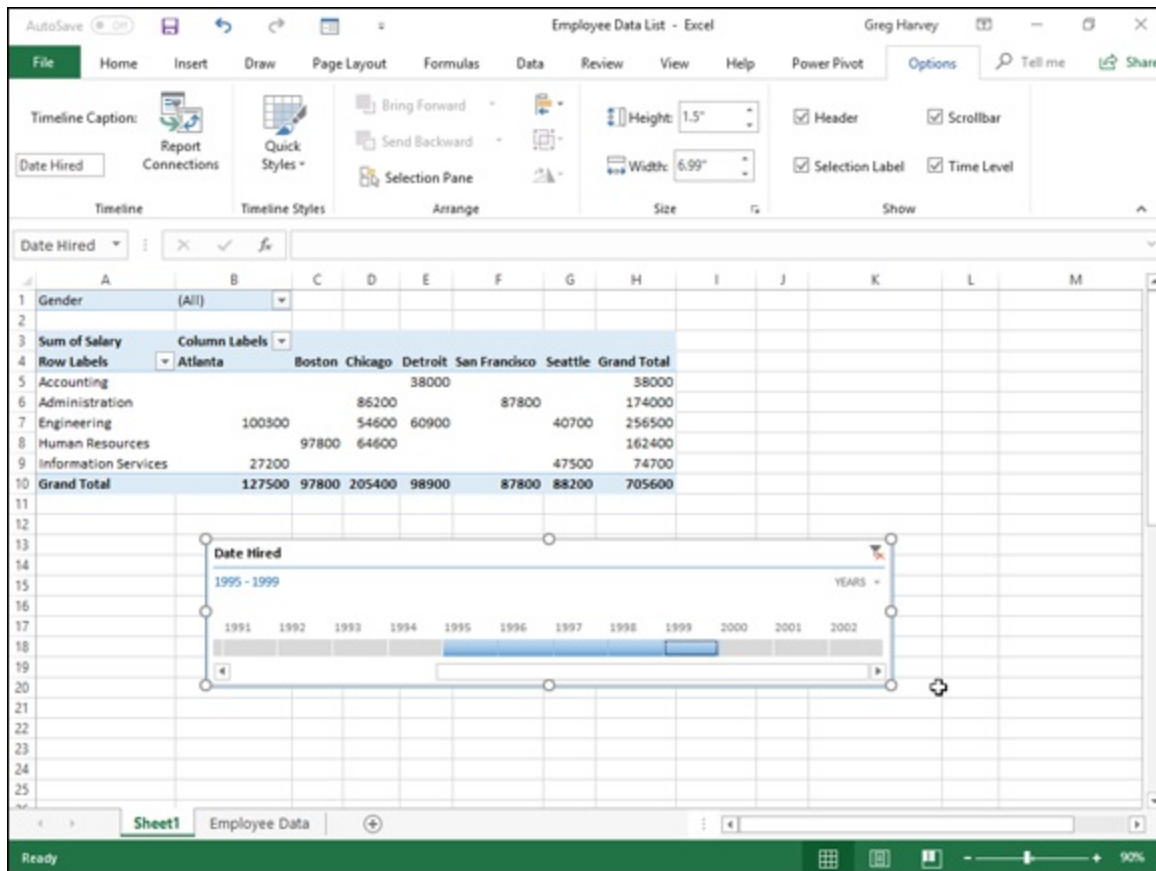 AutoSave Off Employee Data List - Excel Greg Harvey
File Home Insert Draw Page Layout Formulas Data Review View Help Power Pivot Options Tell me Share
Timeline Caption:
Date Hired
Report
Connections
Quick
Styles
Bring Forward
Send Backward
Selection Pane
Height: 1.5"
Width: 6.99"
Header Scrollbar
Selection Label Time Level
Timeline Timeline Styles Arrange Size Show
Date Hired fx
A B C D E F G H I J K L M
1 Gender (All)
2
3 Sum of Salary Column Labels
4 Row Labels Atlanta Boston Chicago Detroit San Francisco Seattle Grand Total
5 Accounting 38000 38000
6 Administration 86200 87800 174000
7 Engineering 100300 54600 60900 40700 256500
8 Human Resources 97800 64600 162400
9 Information Services 27200 47500 74700
10 Grand Total 127500 97800 205400 98900 87800 88200 705600
11
12
13 Date Hired
14
15 1995 - 1999 YEARS
16
17 1991 1992 1993 1994 1995 1996 1997 1998 1999 2000 2001 2002
18
19
20
21
22
23
24
25
Sheet1 Employee Data
Ready 90%